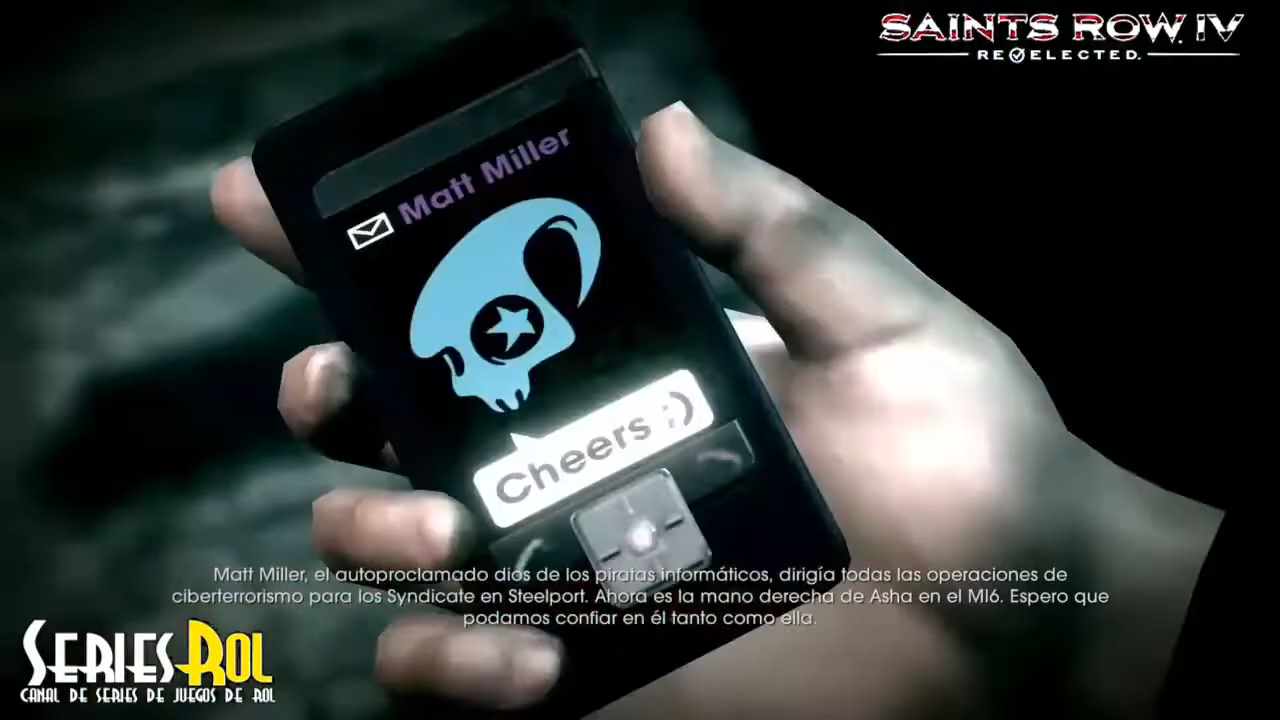 SAINTS ROW IV
RE ELECTED.
Matt Miller
Cheers ;)
Matt Miller, el autoproclamado dios de los piratas informáticos, dirigía todas las operaciones de
ciberterrorismo para los Syndicate en Steelport. Ahora es la mano derecha de Asha en el MI6. Espero que
podamos confiar en él tanto como ella.
SERIESROL
CANAL DE SERIES DE JUEGOS DE ROL